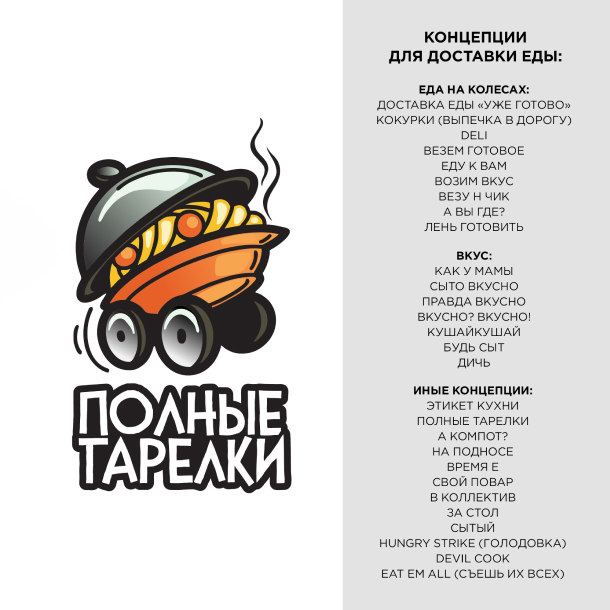 ПОЛНЫЕ
ТАРЕЛКИ
КОНЦЕПЦИИ
ДЛЯ ДОСТАВКИ ЕДЫ:
ЕДА НА КОЛЕСАХ:
ДОСТАВКА ЕДЫ «УЖЕ ГОТОВО»
КОКУРКИ (ВЫПЕЧКА В ДОРОГУ)
DELI
ВЕЗЕМ ГОТОВОЕ
ЕДУ К ВАМ
ВОЗИМ ВКУС
ВЕЗУ Н ЧИК
А ВЫ ГДЕ?
ЛЕНЬ ГОТОВИТЬ
ВКУС:
КАК У МАМЫ
СЫТО ВКУСНО
ПРАВДА ВКУСНО
ВКУСНО? ВКУСНО!
КУШАЙКУШАЙ
БУДЬ СЫТ
ДИЧЬ
ИНЫЕ КОНЦЕПЦИИ:
ЭТИКЕТ КУХНИ
ПОЛНЫЕ ТАРЕЛКИ
А КОМПОТ?
НА ПОДНОСЕ
ВРЕМЯ Е
СВОЙ ПОВАР
В КОЛЛЕКТИВ
ЗА СТОЛ
СЫТЫЙ
HUNGRY STRIKE (ГОЛОДОВКА)
DEVIL COOK
EAT EM ALL (СЪЕШЬ ИХ ВСЕХ)